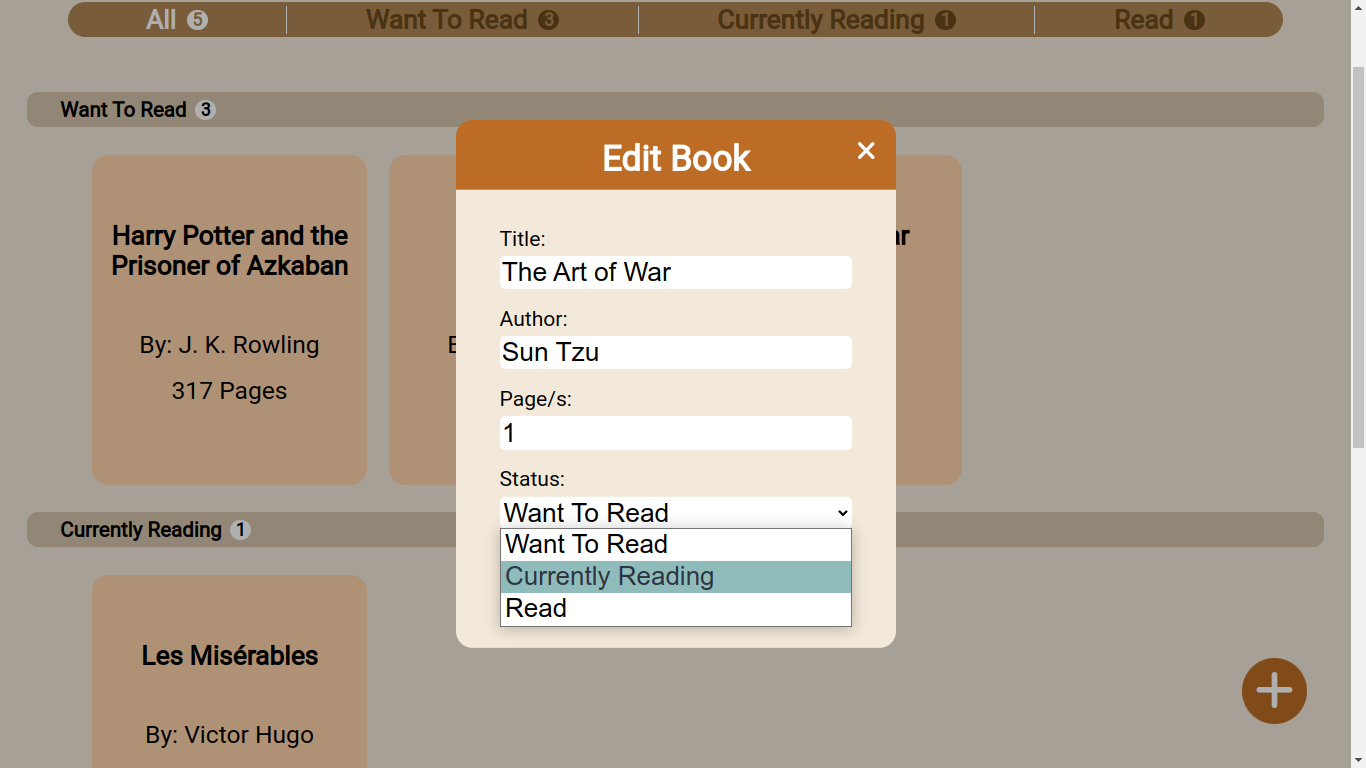 All 5 Want To Read 3 Currently Reading 1 Read 1
Want To Read 3
Harry Potter and the
Prisoner of Azkaban
By: J. K. Rowling
317 Pages
Edit Book
Title:
The Art of War
Author:
Sun Tzu
Page/s:
1
Status:
Want To Read
Want To Read
Currently Reading
Read
Currently Reading 1
Les Misérables
By: Victor Hugo